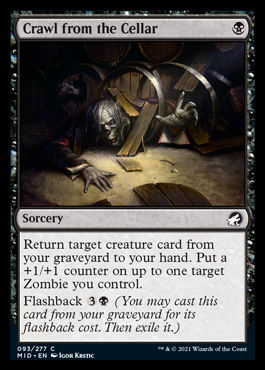 Crawl from the Cellar
Sorcery
Return target creature card from
your graveyard to your hand. Put a
+1/+1 counter on up to one target
Zombie you control.
Flashback 3 (You may cast this
card from your graveyard for its
flashback cost. Then exile it.)
093/277 C
MID • EN Igor Krstic
™ & © 2021 Wizards of the Coast